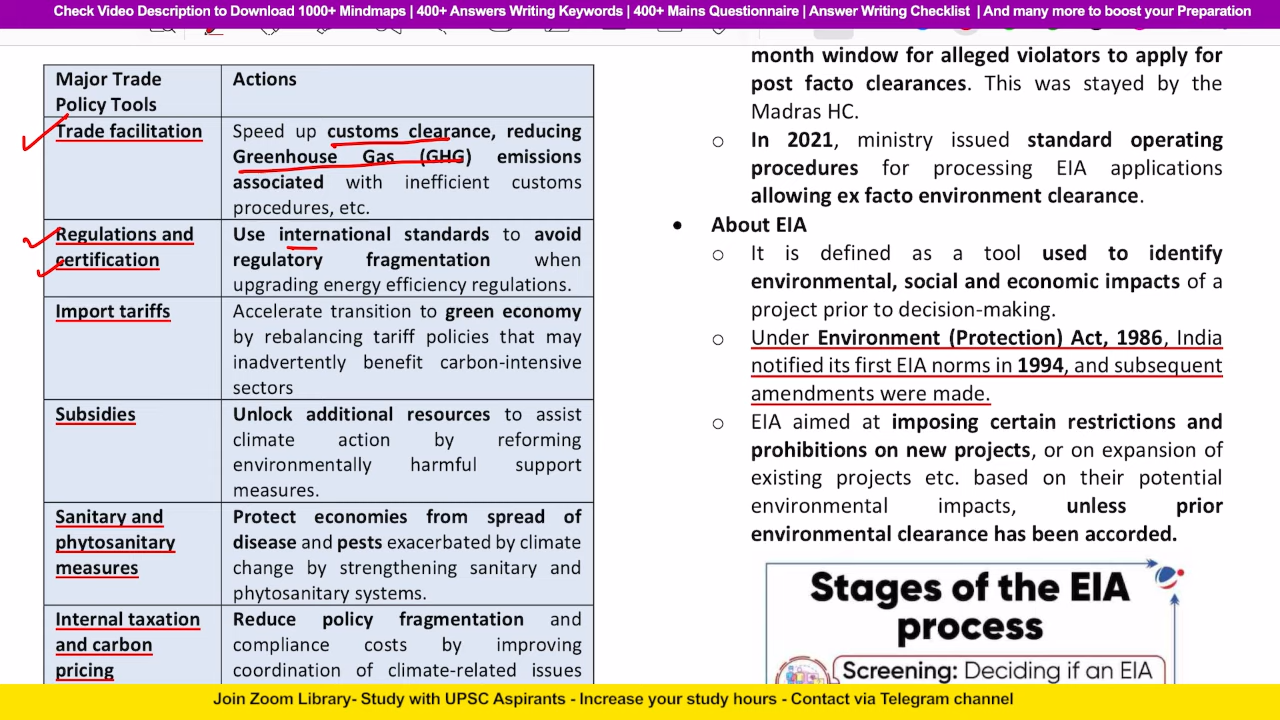 Check Video Description to Download 1000+ Mindmaps | 400+ Answers Writing Keywords | 400+ Mains Questionnaire | Answer Writing Checklist | And many more to boost your Preparation
Major Trade
Policy Tools
Actions
Trade facilitation
Speed up customs clearance, reducing
Greenhouse Gas (GHG) emissions
associated with inefficient customs
procedures, etc.
Regulations and
certification
Use international standards to avoid
regulatory fragmentation when
upgrading energy efficiency regulations.
Import tariffs
Accelerate transition to green economy
by rebalancing tariff policies that may
inadvertently benefit carbon-intensive
sectors
Subsidies
Unlock additional resources to assist
climate action by reforming
environmentally harmful support
measures.
Sanitary and
phytosanitary
measures
Protect economies from spread of
disease and pests exacerbated by climate
change by strengthening sanitary and
phytosanitary systems.
Internal taxation
and carbon
pricing
Reduce policy fragmentation and
compliance costs by improving
coordination of climate-related issues
month window for alleged violators to apply for
post facto clearances. This was stayed by the
Madras HC.
o In 2021, ministry issued standard operating
procedures for processing EIA applications
allowing ex facto environment clearance.
• About EIA
o It is defined as a tool used to identify
environmental, social and economic impacts of a
project prior to decision-making.
o Under Environment (Protection) Act, 1986, India
notified its first EIA norms in 1994, and subsequent
amendments were made.
o EIA aimed at imposing certain restrictions and
prohibitions on new projects, or on expansion of
existing projects etc. based on their potential
environmental impacts, unless prior
environmental clearance has been accorded.
Stages of the EIA
process
Screening: Deciding if an EIA
Join Zoom Library- Study with UPSC Aspirants - Increase your study hours - Contact via Telegram channel